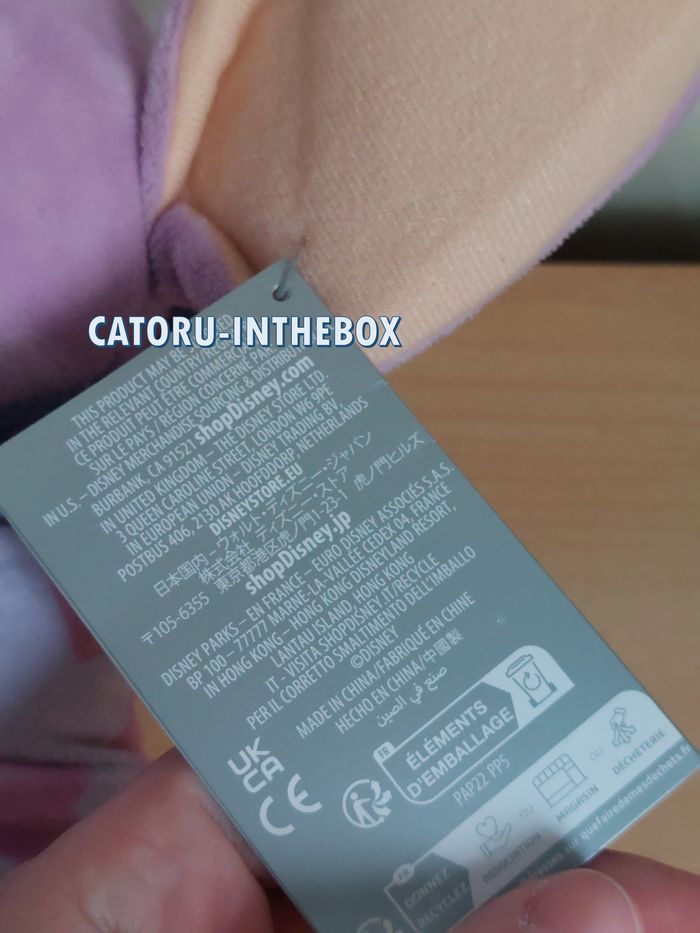 CATORU-INTHEBOX
THIS PRODUCT MAY BE
IN THE RELEVANT COUNTRY/
CE PRODUIT PEUT ÊTRE
SUR LE PAYS / RÉGION CONCERNÉ
IN U.S. – DISNEY MERCHANDISE SOURCING & DISTRIBUT
BURBANK, CA 91521 shopDisney.com
IN UNITED KINGDOM – THE DISNEY STORE LTD.
3 QUEEN CAROLINE STREET LONDON W6 9PE
IN EUROPEAN UNION – DISNEY TRADING BV,
POSTBUS 406, 2130 AK HOOFDDORP, NETHERLANDS
DISNEYSTORE.EU
日本国内－ウォルト・ディズニー・ジャパン
株式会社 ディズニー・ストア
〒105-6355 東京都港区虎ノ門1-23-1 虎ノ門ヒルズ
shopDisney.jp
DISNEY PARKS – EN FRANCE – EURO DISNEY ASSOCIÉS S.A.S.
BP 100 – 77777 MARNE-LA-VALLÉE CEDEX 04, FRANCE
IN HONG KONG – HONG KONG DISNEYLAND RESORT,
LANTAU ISLAND, HONG KONG
IT - VISITA SHOPDISNEY.IT/RECYCLE
PER IL CORRETTO SMALTIMENTO DELL'IMBALLO
©DISNEY
MADE IN CHINA/FABRIQUÉ EN CHINE
HECHO EN CHINA/中國製
صنع في الصين
UK
CA
CE
FR
ÉLÉMENTS
D'EMBALLAGE
PAP22 PP5
FR
DONNEZ
RECYCLEZ
ASSOCIATION
OU
MAGASIN
OU
DÉCHÈTERIE
Adresses sur quefairedemesdechets.fr